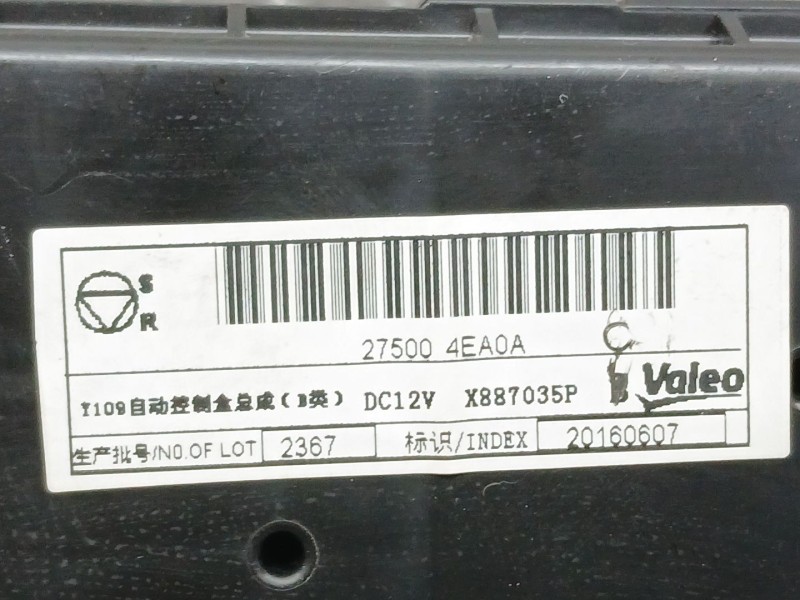 S
R
27500 4EA0A
C
Y109自动控制盒总成(B类) DC12V X887035P B Valeo
生产批号/NO.OF LOT 2367 标识/INDEX 20160607